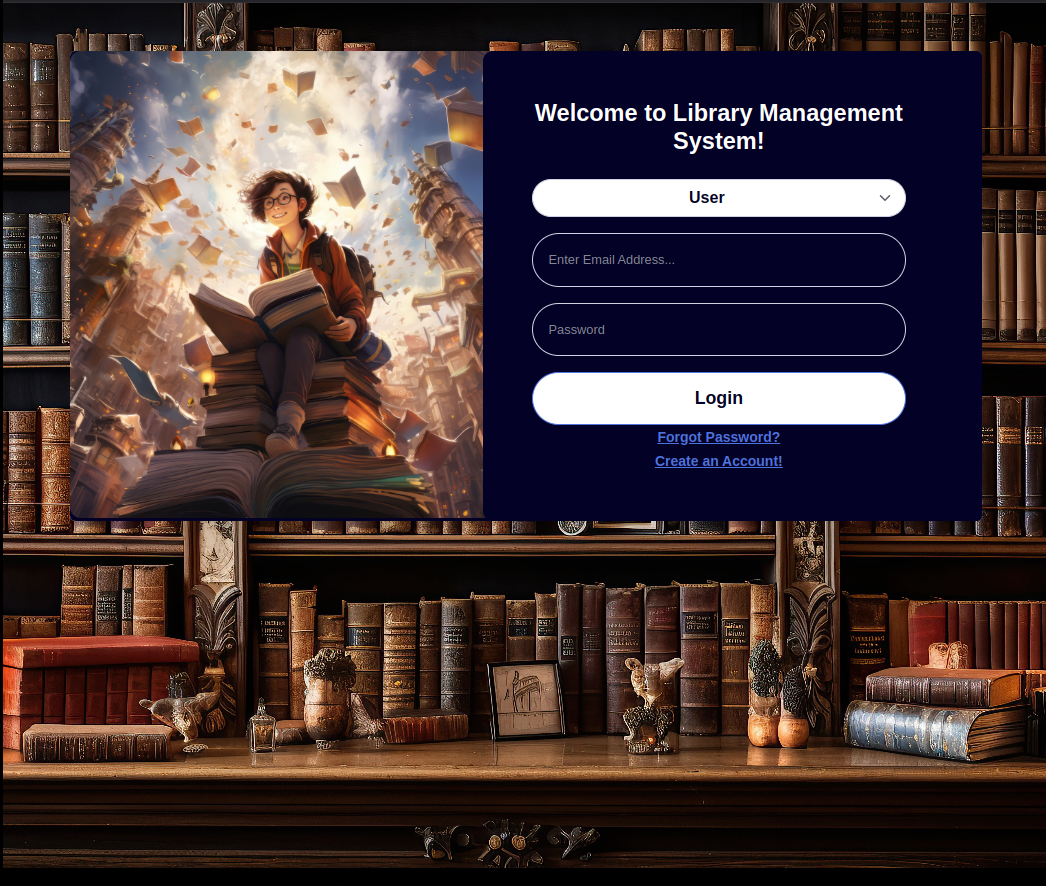 Welcome to Library Management
System!
User
Enter Email Address...
Password
Login
Forgot Password?
Create an Account!